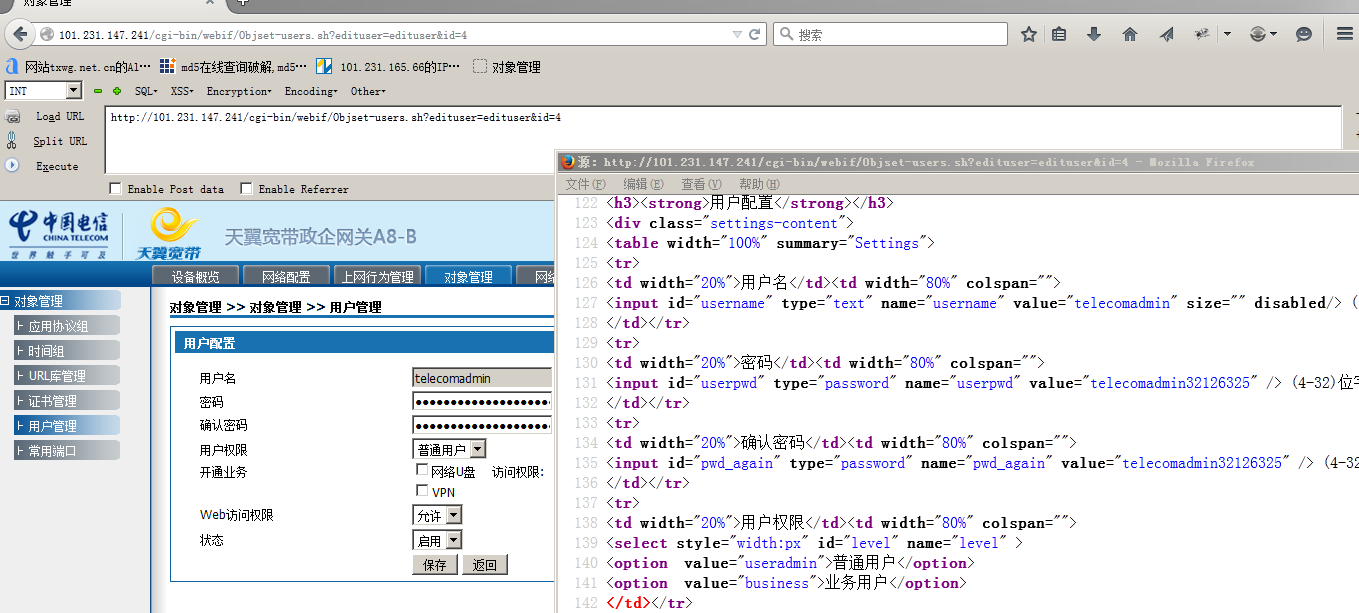 对象管理
101.231.147.241/cgi-bin/webif/Objset-users.sh?edituser=edituser&id=4
搜索
网站txwg.net.cn的Al…
md5在线查询破解,md5…
101.231.165.66的IP…
对象管理
INT
SQL
XSS
Encryption
Encoding
Other
Load URL
Split URL
Execute
http://101.231.147.241/cgi-bin/webif/Objset-users.sh?edituser=edituser&id=4
Enable Post data
Enable Referrer
中国电信
CHINA TELECOM
世界触手可及
天翼宽带
天翼宽带政企网关A8-B
设备概览
网络配置
上网行为管理
对象管理
网络
对象管理
应用协议组
时间组
URL库管理
证书管理
用户管理
常用端口
对象管理 >> 对象管理 >> 用户管理
用户配置
用户名
telecomadmin
密码
确认密码
用户权限
普通用户
开通业务
网络U盘 访问权限:
VPN
Web访问权限
允许
状态
启用
保存
返回
源: http://101.231.147.241/cgi-bin/webif/Objset-users.sh?edituser=edituser&id=4 - Mozilla Firefox
文件(F) 编辑(E) 查看(V) 帮助(H)
122 <h3><strong>用户配置</strong></h3>
123 <div class="settings-content">
124 <table width="100%" summary="Settings">
125 <tr>
126 <td width="20%">用户名</td><td width="80%" colspan="">
127 <input id="username" type="text" name="username" value="telecomadmin" size="" disabled/> (
128 </td></tr>
129 <tr>
130 <td width="20%">密码</td><td width="80%" colspan="">
131 <input id="userpwd" type="password" name="userpwd" value="telecomadmin32126325" /> (4-32)位字
132 </td></tr>
133 <tr>
134 <td width="20%">确认密码</td><td width="80%" colspan="">
135 <input id="pwd_again" type="password" name="pwd_again" value="telecomadmin32126325" /> (4-32
136 </td></tr>
137 <tr>
138 <td width="20%">用户权限</td><td width="80%" colspan="">
139 <select style="width:px" id="level" name="level" >
140 <option  value="useradmin">普通用户</option>
141 <option  value="business">业务用户</option>
142 </td></tr>